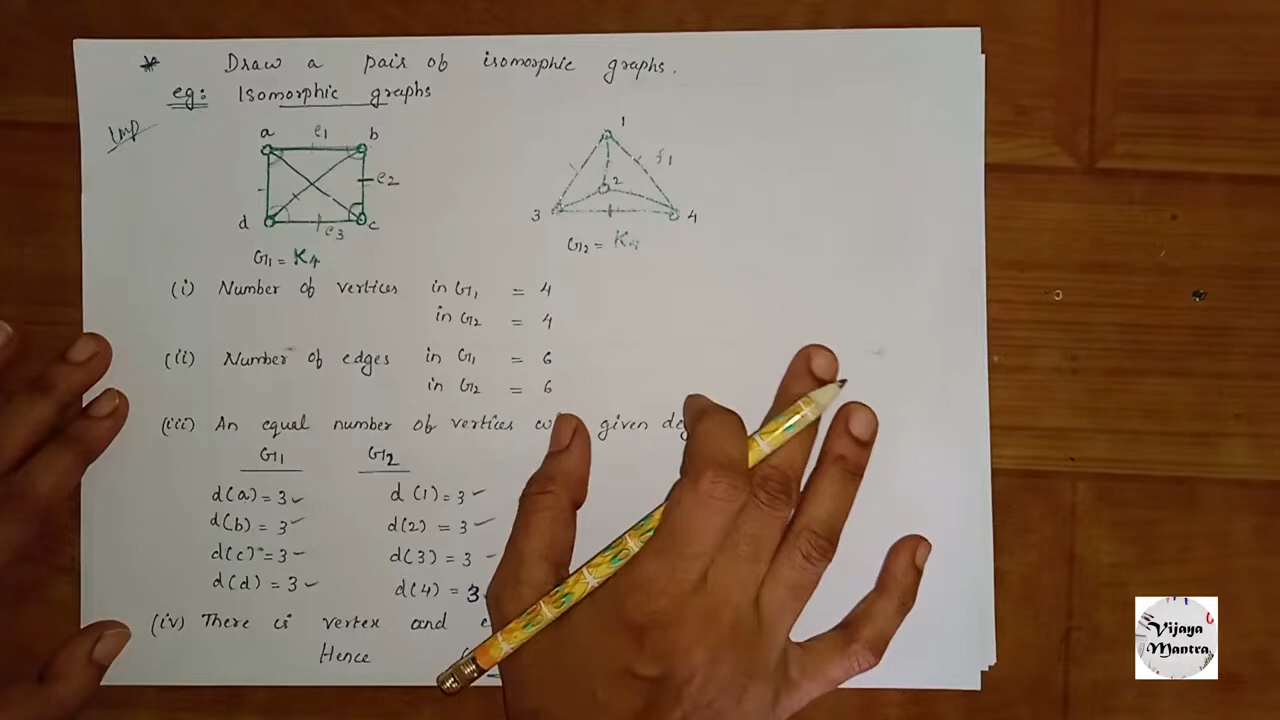 * Draw a pair of isomorphic graphs.
eg: Isomorphic graphs
Imp
a e1 b
e2
d e3 c
G1 = K4
1
f1
2
3 4
G2 = K4
(i) Number of vertices in G1 = 4
in G2 = 4
(ii) Number of edges in G1 = 6
in G2 = 6
(iii) An equal number of vertices given
G1 G2
d(a) = 3 d(1) = 3
d(b) = 3 d(2) = 3
d(c) = 3 d(3) = 3
d(d) = 3 d(4) = 3
(iv) There is vertex and
Hence
Vijaya
Mantra